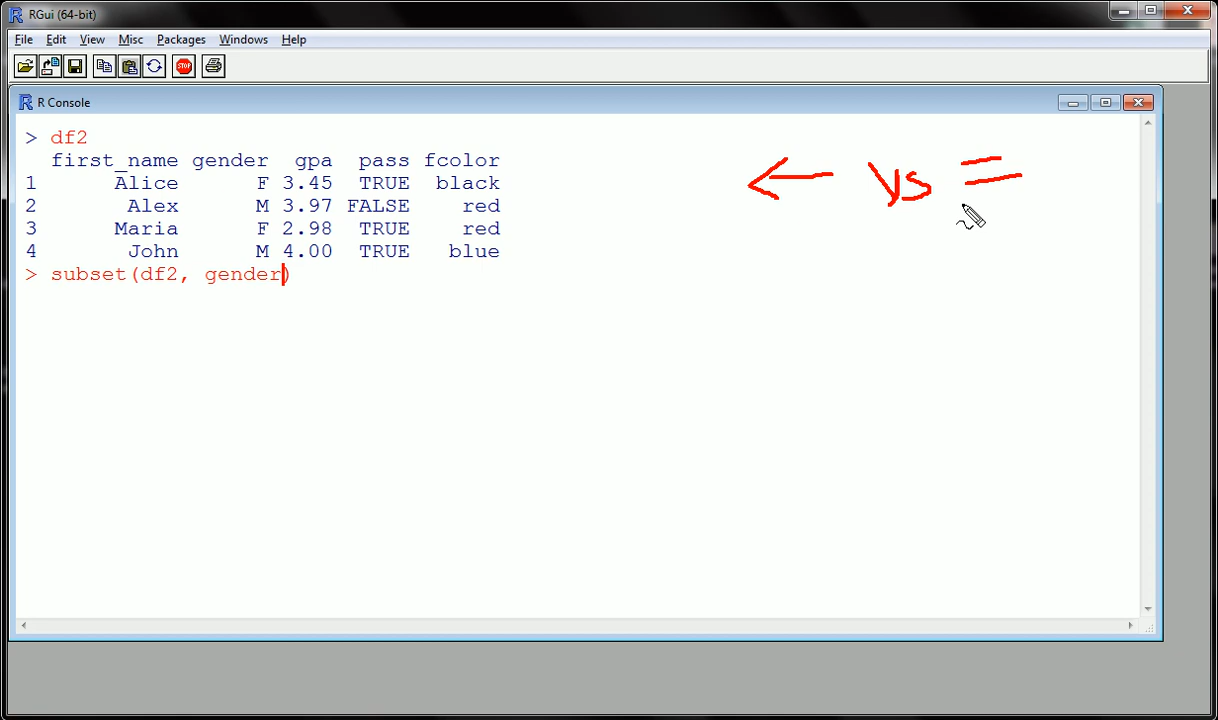 RGui (64-bit)
File Edit View Misc Packages Windows Help
STOP
R Console
> df2
first_name gender gpa pass fcolor
1 Alice F 3.45 TRUE black
2 Alex M 3.97 FALSE red
3 Maria F 2.98 TRUE red
4 John M 4.00 TRUE blue
> subset(df2, gender)
← vs =